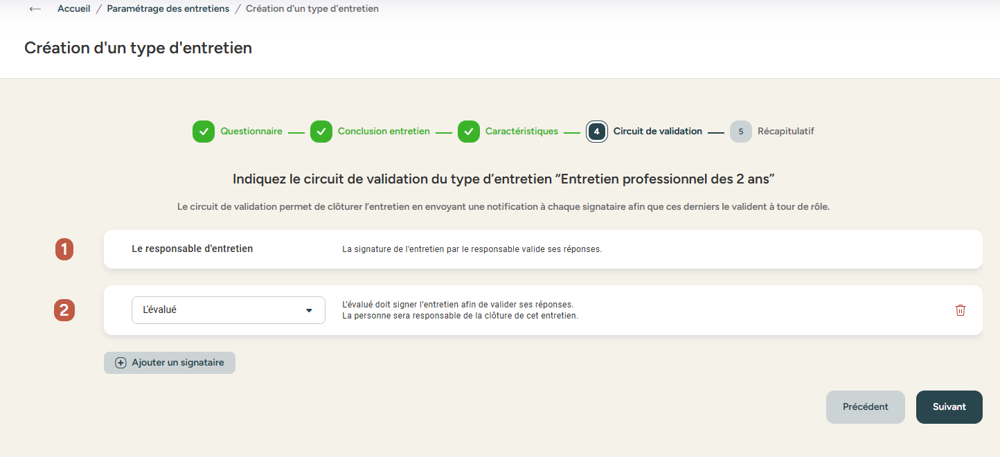 ← Accueil / Paramétrage des entretiens / Création d'un type d'entretien
Création d'un type d'entretien
Questionnaire Conclusion entretien Caractéristiques 4 Circuit de validation 5 Récapitulatif
Indiquez le circuit de validation du type d’entretien “Entretien professionnel des 2 ans”
Le circuit de validation permet de clôturer l’entretien en envoyant une notification à chaque signataire afin que ces derniers le valident à tour de rôle.
1 Le responsable d'entretien La signature de l'entretien par le responsable valide ses réponses.
2 L'évalué
L'évalué doit signer l'entretien afin de valider ses réponses.
La personne sera responsable de la clôture de cet entretien.
Ajouter un signataire
Précédent Suivant